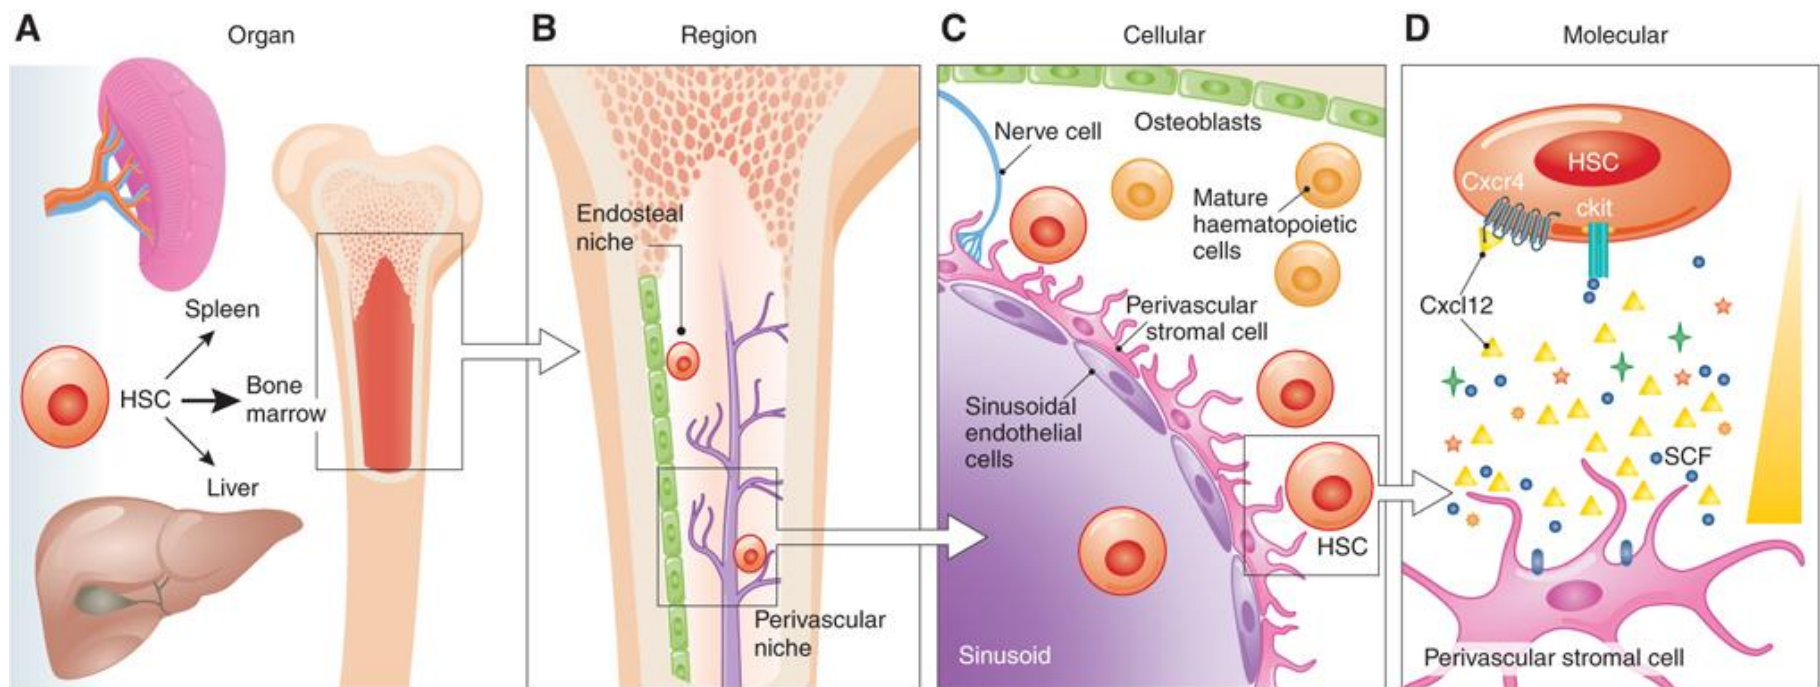 A
Organ
Spleen
HSC
Bone
marrow
Liver
B
Region
Endosteal
niche
Perivascular
niche
C
Cellular
Nerve cell
Osteoblasts
Mature
haematopoietic
cells
Perivascular
stromal cell
Sinusoidal
endothelial
cells
HSC
Sinusoid
D
Molecular
HSC
Cxcr4
ckit
Cxcl12
SCF
Perivascular stromal cell